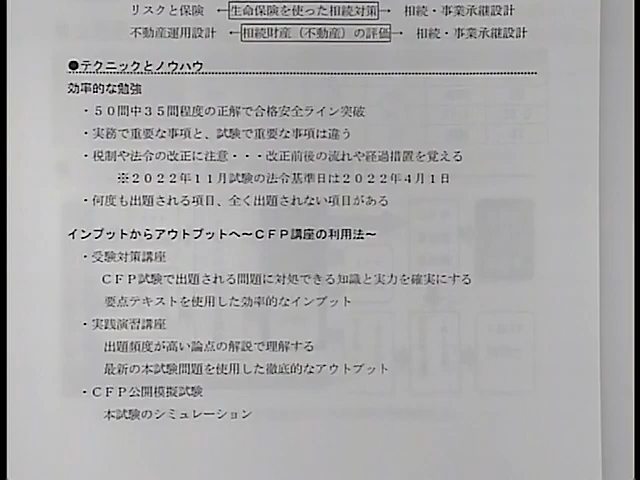 リスクと保険 ←生命保険を使った相続対策→ 相続・事業承継設計
不動産運用設計 ←相続財産（不動産）の評価→ 相続・事業承継設計
●テクニックとノウハウ
効率的な勉強
・５０問中３５問程度の正解で合格安全ライン突破
・実務で重要な事項と、試験で重要な事項は違う
・税制や法令の改正に注意・・・改正前後の流れや経過措置を覚える
※２０２２年１１月試験の法令基準日は２０２２年４月１日
・何度も出題される項目、全く出題されない項目がある
インプットからアウトプットへ～ＣＦＰ講座の利用法～
・受験対策講座
ＣＦＰ試験で出題される問題に対処できる知識と実力を確実にする
要点テキストを使用した効率的なインプット
・実践演習講座
出題頻度が高い論点の解説で理解する
最新の本試験問題を使用した徹底的なアウトプット
・ＣＦＰ公開模擬試験
本試験のシミュレーション